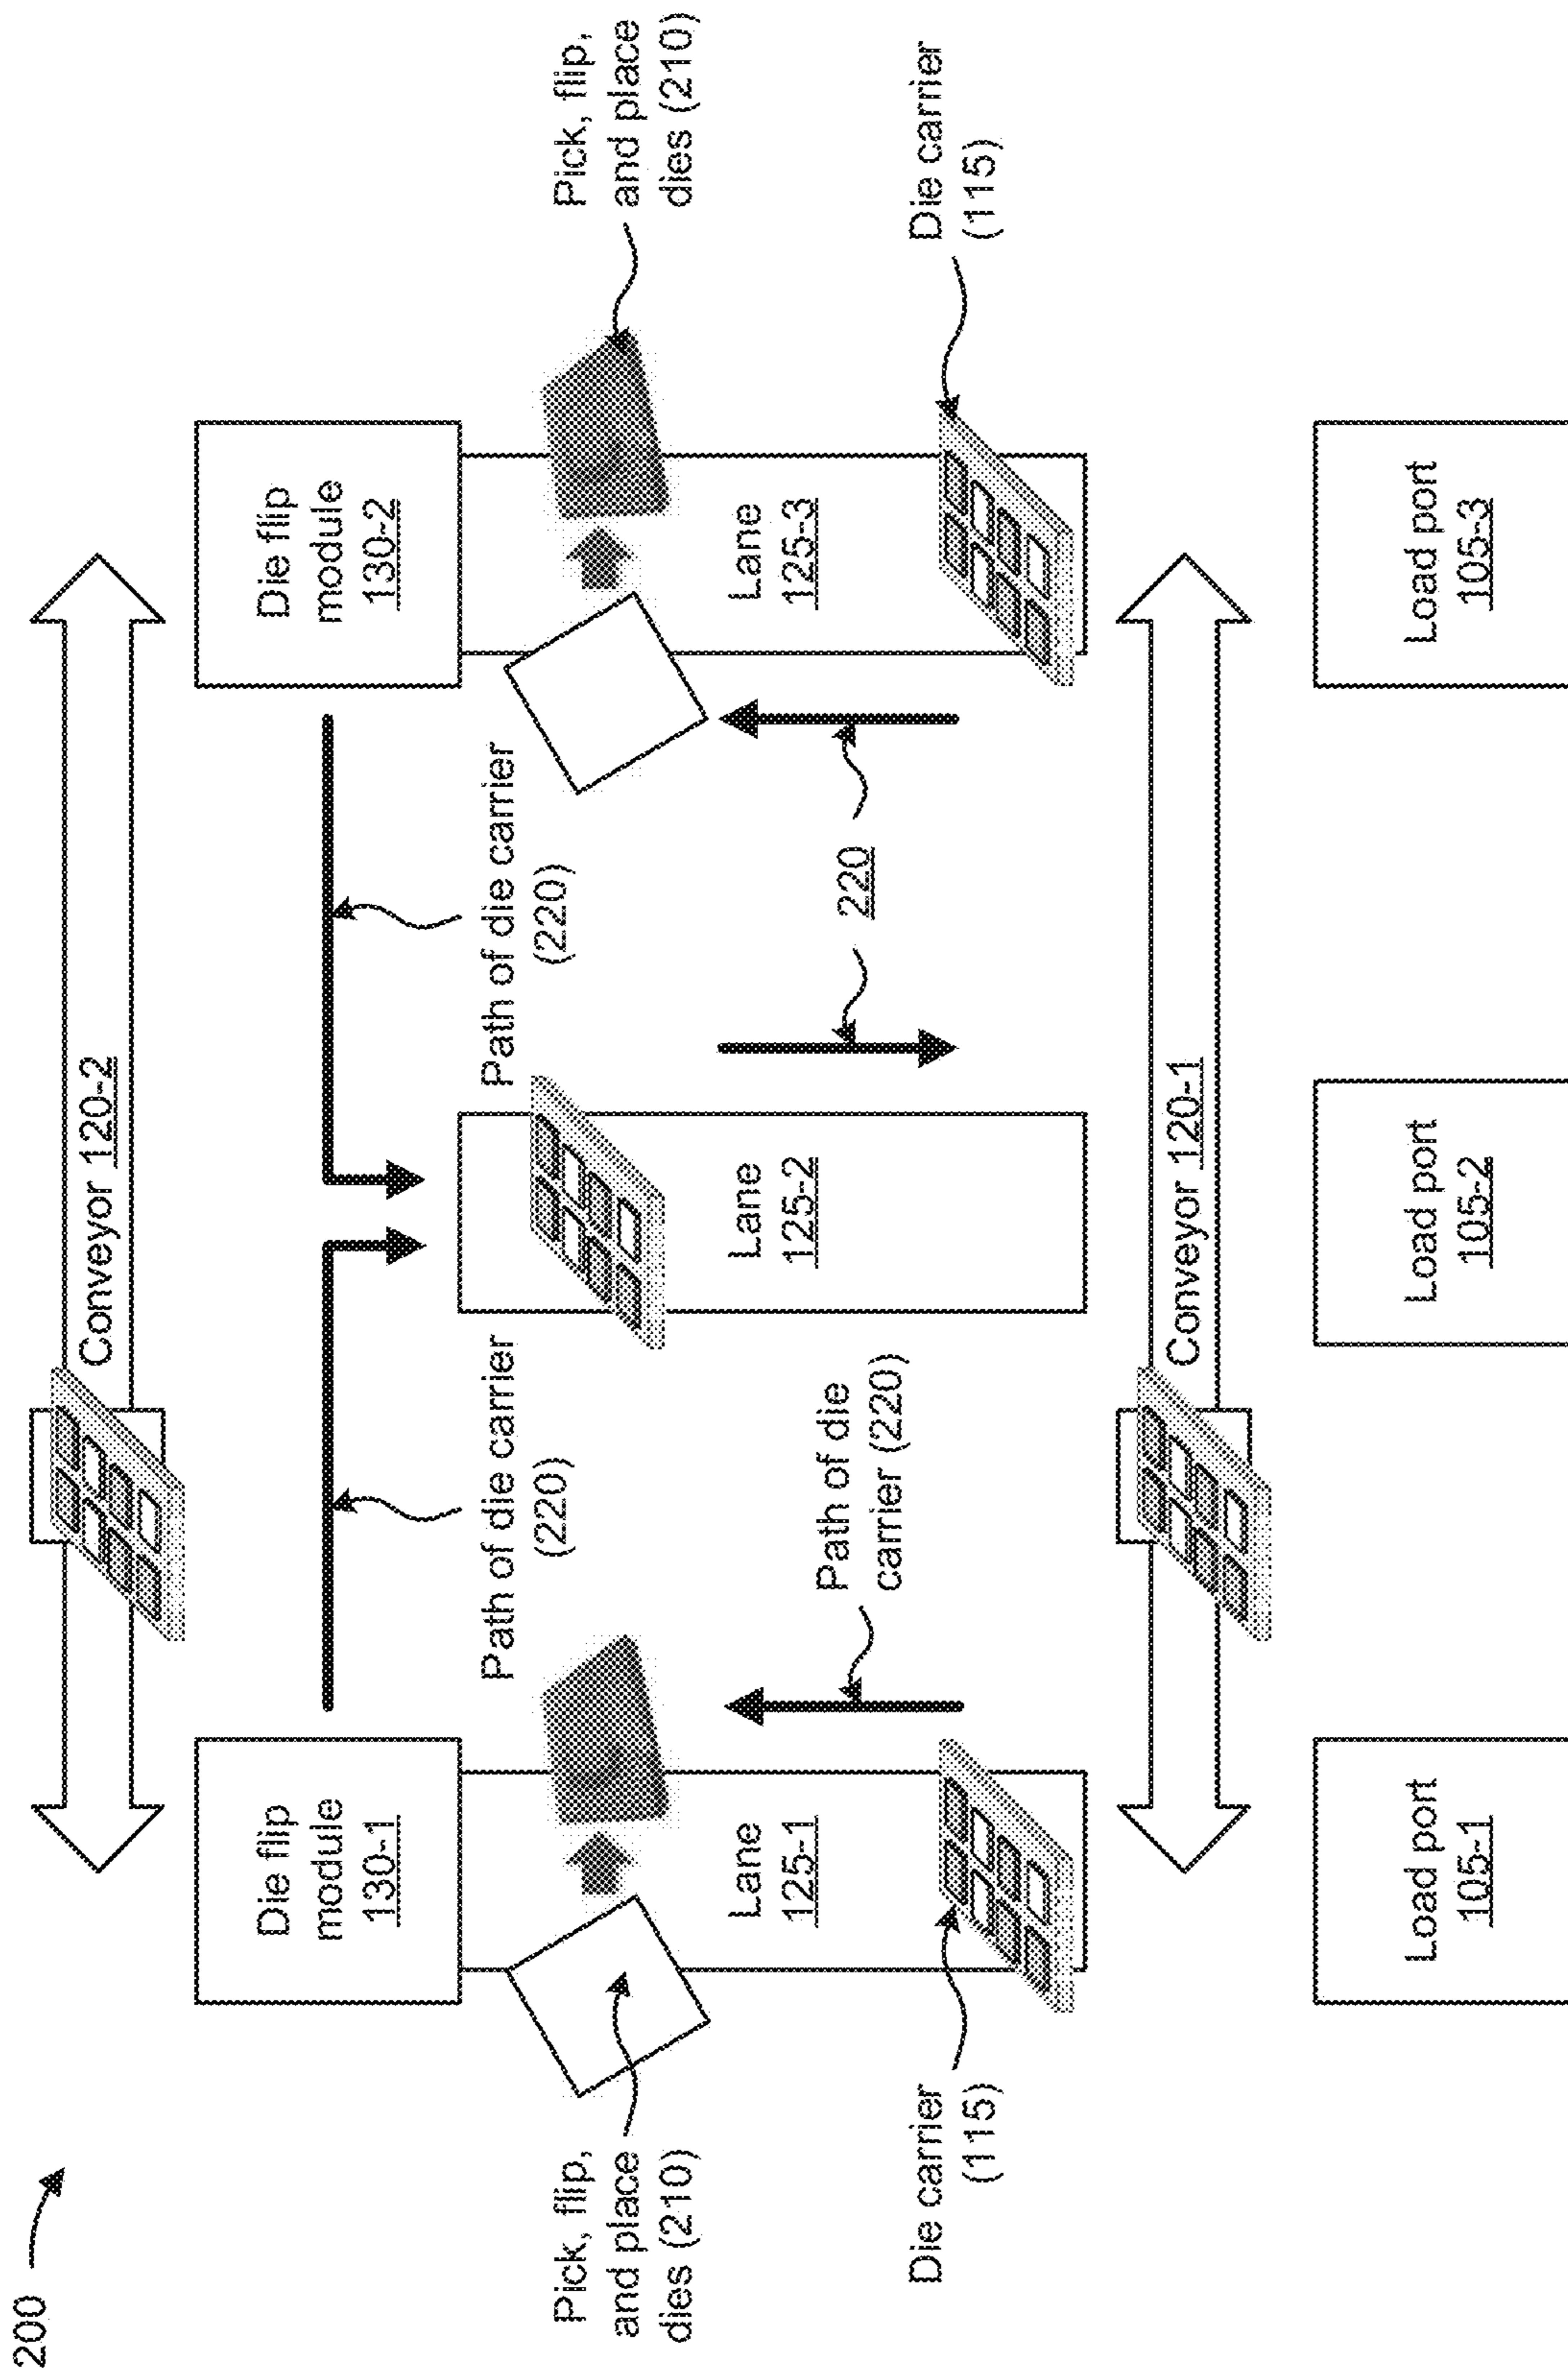 200
Conveyor 120-2
Die flip
module
130-1
Die flip
module
130-2
Path of die carrier
(220)
Path of die carrier
(220)
Pick, flip,
and place
dies (210)
Pick, flip,
and place
dies (210)
Lane
125-1
Lane
125-2
Lane
125-3
Path of die
carrier (220)
220
Die carrier
(115)
Die carrier
(115)
Conveyor 120-1
Load port
105-1
Load port
105-2
Load port
105-3